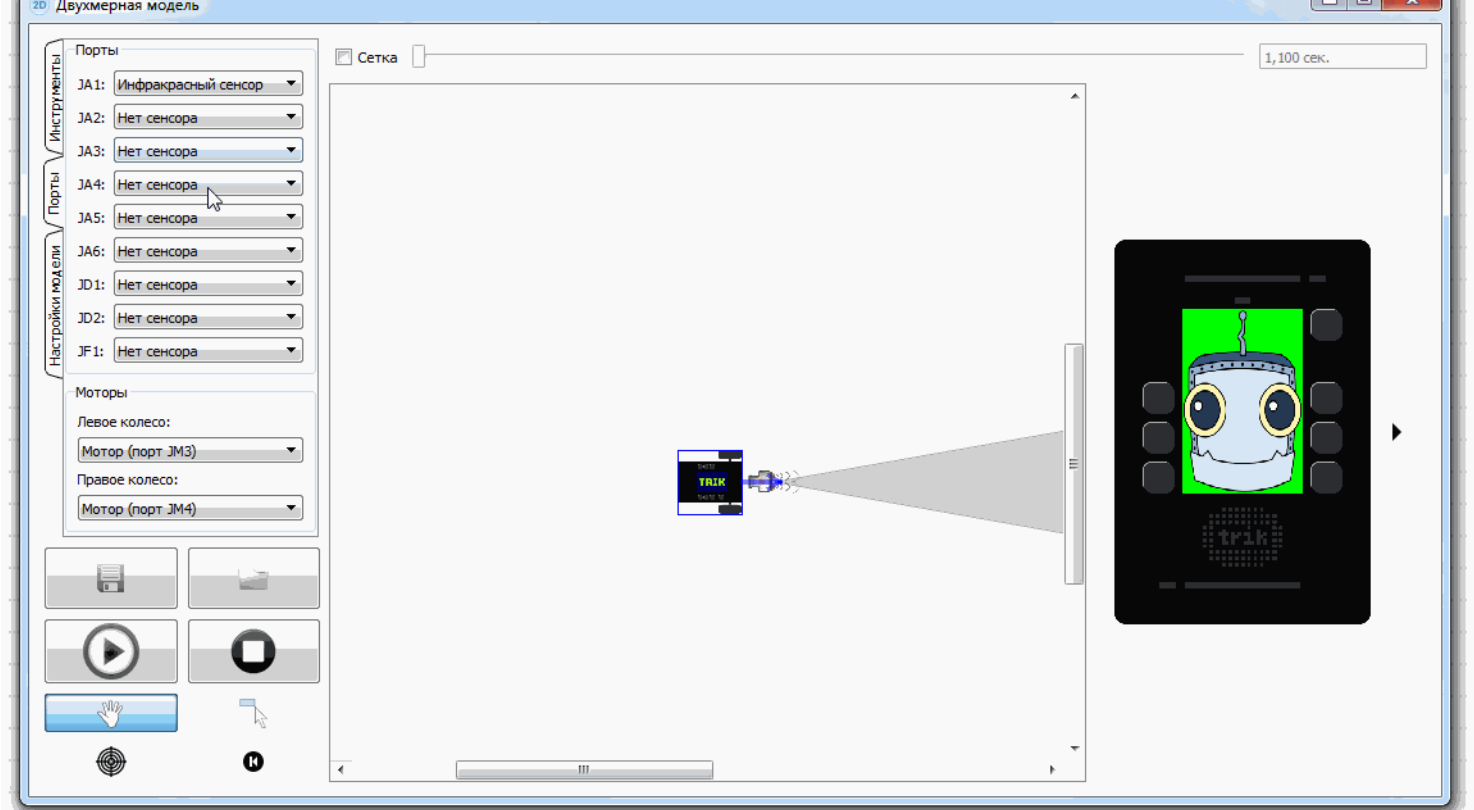 2D Двухмерная модель
Инструменты
Порты
Настройки модели
Порты
JA1: Инфракрасный сенсор
JA2: Нет сенсора
JA3: Нет сенсора
JA4: Нет сенсора
JA5: Нет сенсора
JA6: Нет сенсора
JD1: Нет сенсора
JD2: Нет сенсора
JF1: Нет сенсора
Моторы
Левое колесо:
Мотор (порт JM3)
Правое колесо:
Мотор (порт JM4)
Сетка
1,100 сек.
TRIK
trik